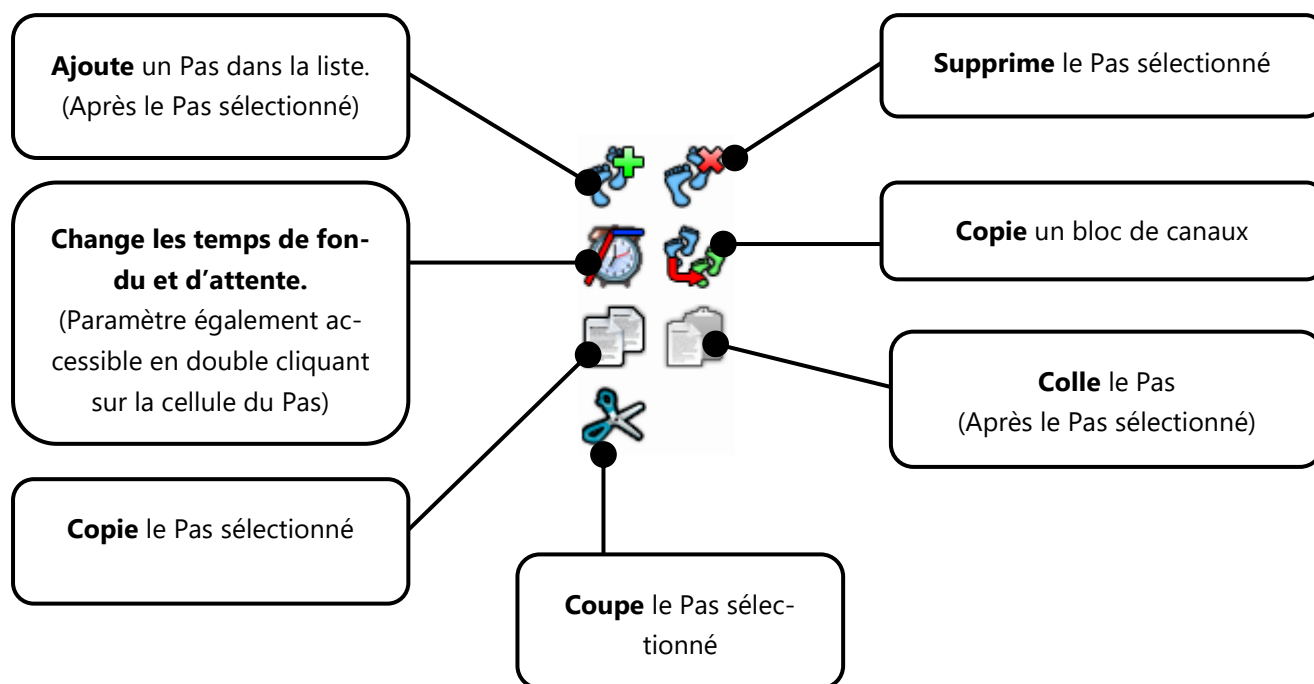 Ajoute un Pas dans la liste.
(Après le Pas sélectionné)
Supprime le Pas sélectionné
Change les temps de fon-
du et d’attente.
(Paramètre également ac-
cessible en double cliquant
sur la cellule du Pas)
Copie un bloc de canaux
Colle le Pas
(Après le Pas sélectionné)
Copie le Pas sélectionné
Coupe le Pas sélec-
tionné